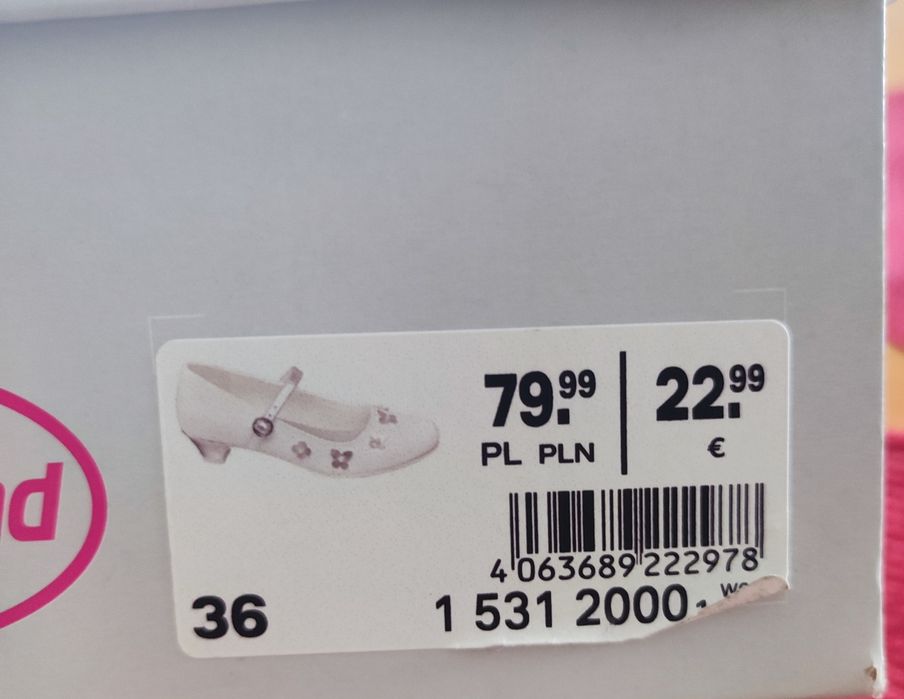 79.99 22.99
PL PLN €
4 063689 222978
36
1 531 2000.